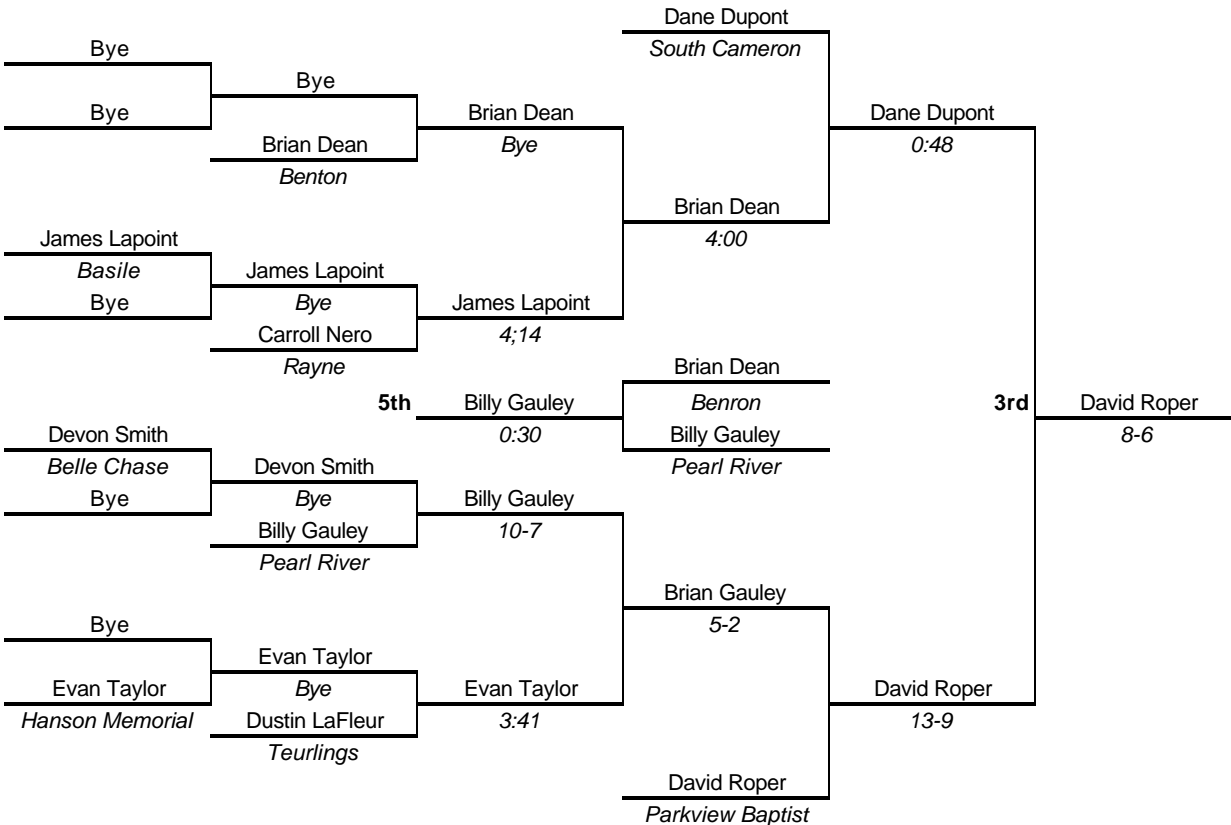 Dane Dupont
South Cameron
Bye
Bye
Bye
Brian Dean
Dane Dupont
Bye
0:48
Brian Dean
Benton
Brian Dean
4:00
James Lapoint
Basile
James Lapoint
Bye
Bye
James Lapoint
4;14
Carroll Nero
Rayne
Brian Dean
5th
Billy Gauley
Benron
3rd
David Roper
0:30
Billy Gauley
8-6
Pearl River
Devon Smith
Belle Chase
Devon Smith
Bye
Bye
Billy Gauley
10-7
Billy Gauley
Pearl River
Brian Gauley
5-2
Bye
Evan Taylor
Evan Taylor
Bye
Evan Taylor
David Roper
Hanson Memorial
Dustin LaFleur
3:41
13-9
Teurlings
David Roper
Parkview Baptist